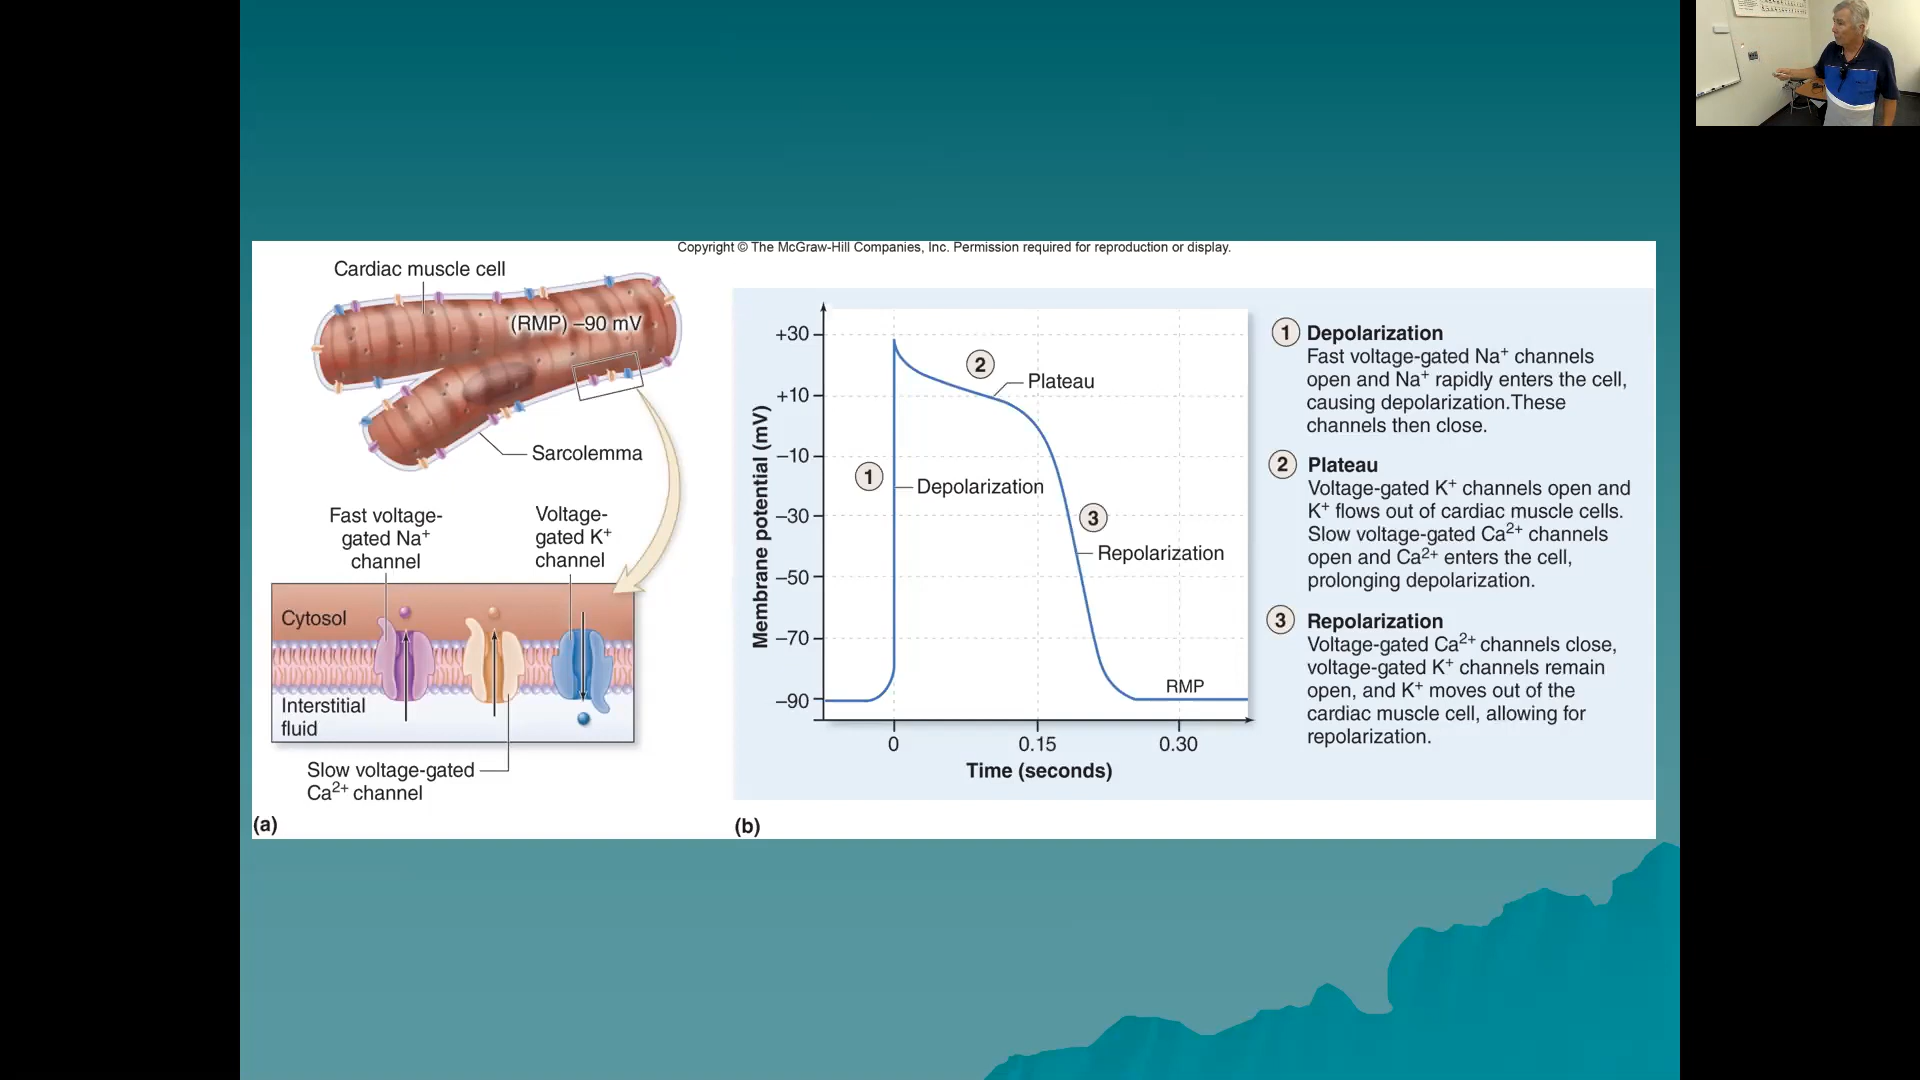 Copyright © The McGraw-Hill Companies, Inc. Permission required for reproduction or display.
Cardiac muscle cell
(RMP) –90 mV
Sarcolemma
Fast voltage-
gated Na⁺
channel
Voltage-
gated K⁺
channel
Cytosol
Interstitial
fluid
Slow voltage-gated
Ca²⁺ channel
(a)
Membrane potential (mV)
+30
+10
–10
–30
–50
–70
–90
2
Plateau
1
Depolarization
3
Repolarization
RMP
0
0.15
0.30
Time (seconds)
(b)
1 Depolarization
Fast voltage-gated Na⁺ channels
open and Na⁺ rapidly enters the cell,
causing depolarization.These
channels then close.
2 Plateau
Voltage-gated K⁺ channels open and
K⁺ flows out of cardiac muscle cells.
Slow voltage-gated Ca²⁺ channels
open and Ca²⁺ enters the cell,
prolonging depolarization.
3 Repolarization
Voltage-gated Ca²⁺ channels close,
voltage-gated K⁺ channels remain
open, and K⁺ moves out of the
cardiac muscle cell, allowing for
repolarization.